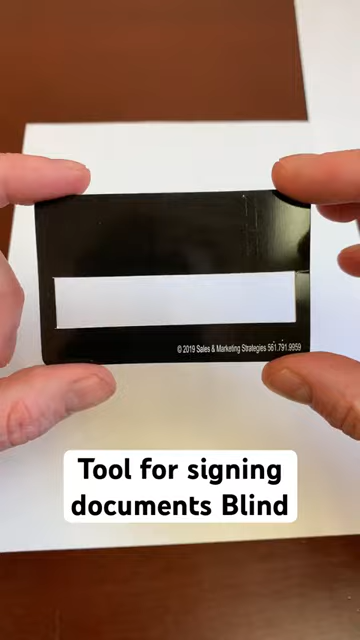 © 2019 Sales & Marketing Strategies 561.791.9959
Tool for signing
documents Blind